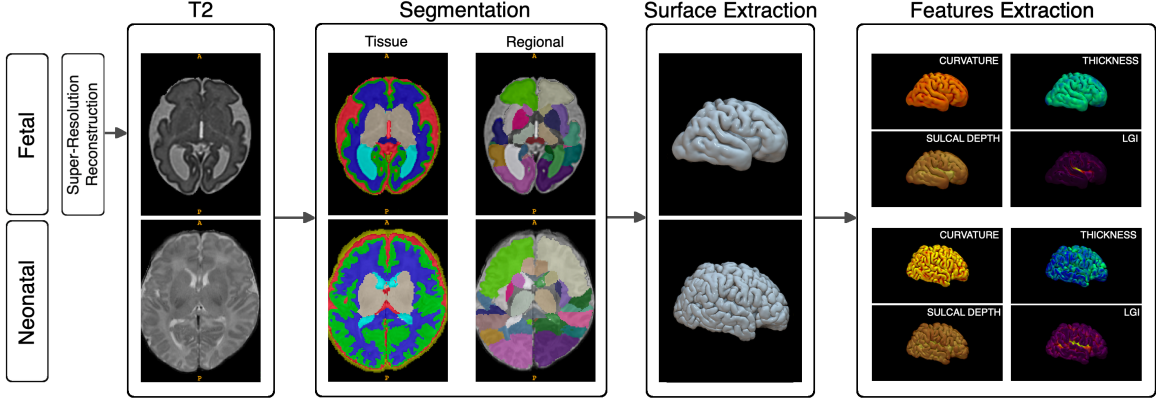 T2
Segmentation
Surface Extraction
Features Extraction
Tissue
Regional
Fetal
Super-Resolution
Reconstruction
A
A
A
P
P
P
CURVATURE
THICKNESS
SULCAL DEPTH
LGI
Neonatal
A
A
A
P
P
P
CURVATURE
THICKNESS
SULCAL DEPTH
LGI